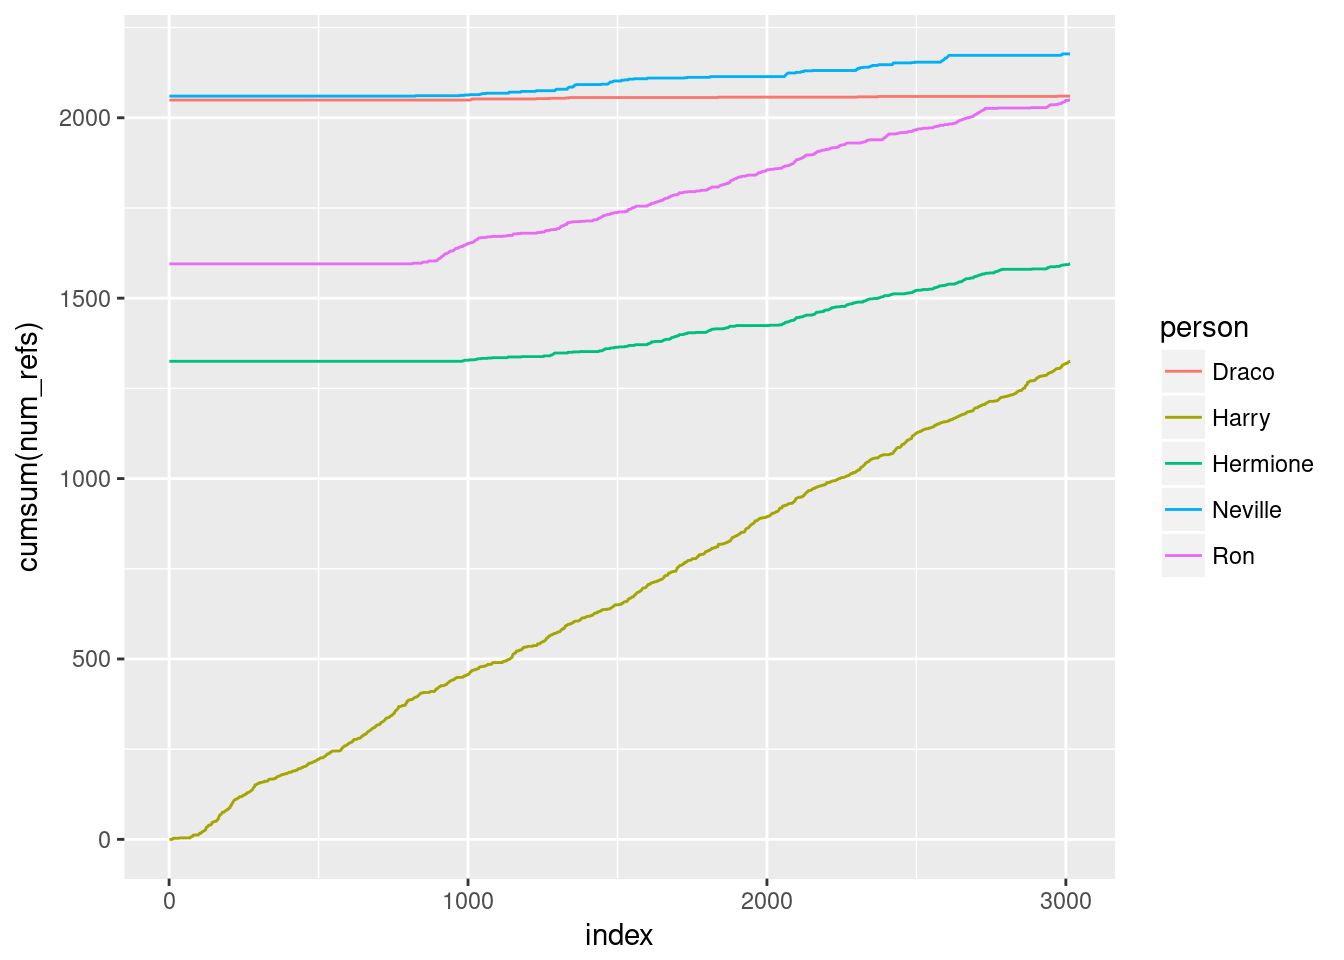 cumsum(num_refs)
2000
1500
1000
500
0
0
1000
2000
3000
index
person
Draco
Harry
Hermione
Neville
Ron